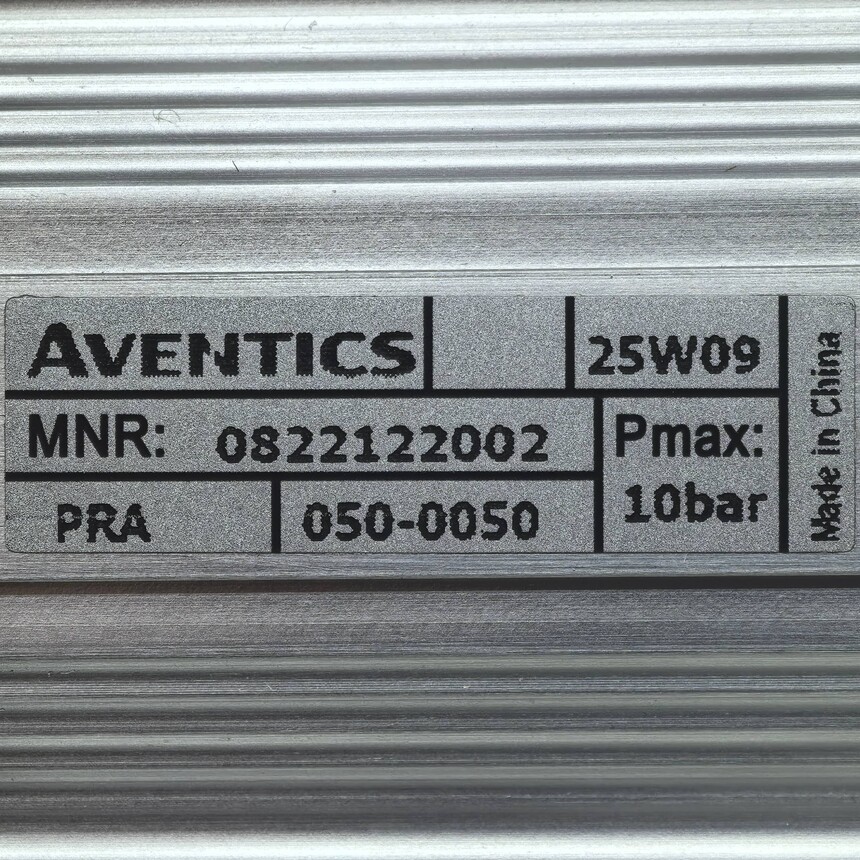 AVENTICS
25W09
MNR: 0822122002
Pmax:
10bar
PRA
050-0050
Made in China